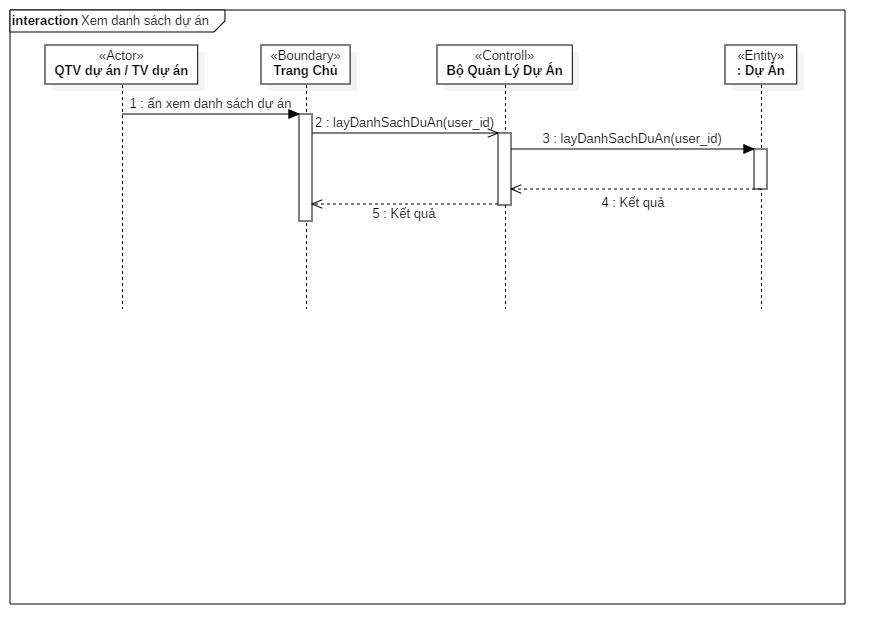 interaction Xem danh sách dự án
«Actor»
QTV dự án / TV dự án
«Boundary»
Trang Chủ
«Controll»
Bộ Quản Lý Dự Án
«Entity»
: Dự Án
1 : ấn xem danh sách dự án
2 : layDanhSachDuAn(user_id)
3 : layDanhSachDuAn(user_id)
4 : Kết quả
5 : Kết quả